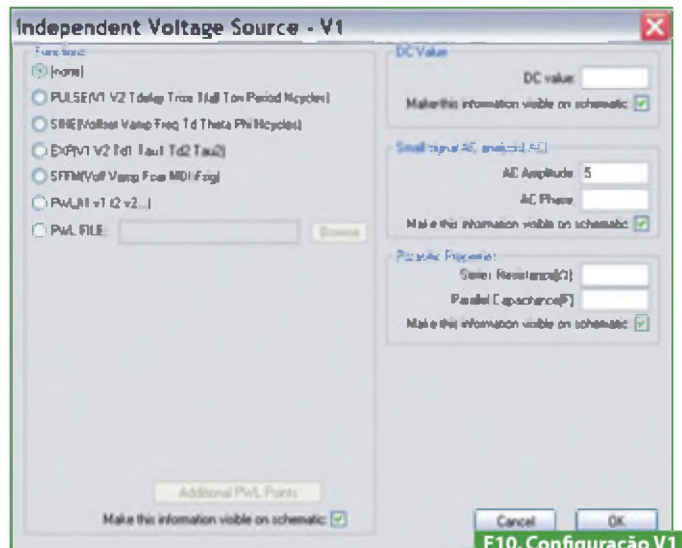 Independent Voltage Source - V1
Functions
(none)
PULSE(V1 V2 Tdelay Trise Tfall Ton Period Ncycles)
SINE(Voffset Vamp Freq Td Theta Phi Ncycles)
EXP(V1 V2 Td1 Tau1 Td2 Tau2)
SFFM(Voff Vamp Fcar MDI Fsig)
PWL(t1 v1 t2 v2...)
PWL FILE:
Browse
Additional PWL Points
Make this information visible on schematic:
DC Value
DC value:
Make this information visible on schematic:
Small signal AC analysis(.AC)
AC Amplitude: 5
AC Phase:
Make this information visible on schematic:
Parasitic Properties
Series Resistance[Ω]:
Parallel Capacitance[F]:
Make this information visible on schematic:
Cancel
OK
F10. Configuração V1